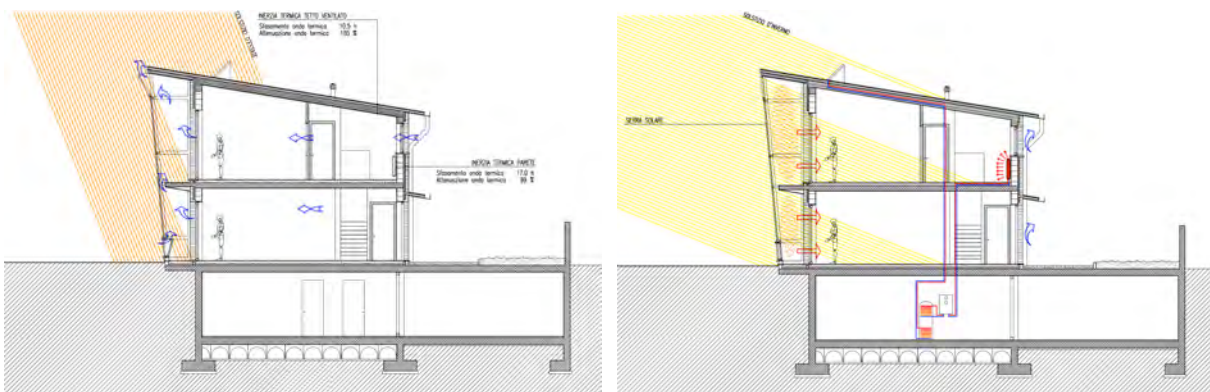 SOLSTIZIO D'ESTATE
INERZIA TERMICA TETTO VENTILATO
Sfasamento onda termica 10,5 h
Attenuazione onda termica 100 %
INERZIA TERMICA PARETE
Sfasamento onda termica 17,0 h
Attenuazione onda termica 99 %
SOLSTIZIO D'INVERNO
SERRA SOLARE